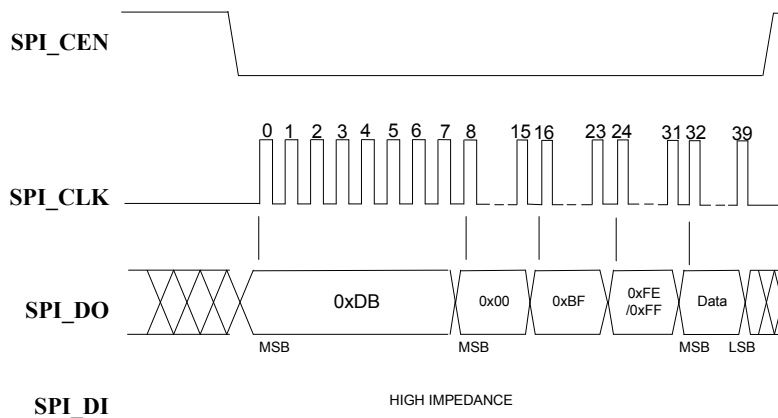 SPI_CEN
0 1 2 3 4 5 6 7 8 15 16 23 24 31 32 39
SPI_CLK
SPI_DO
0xDB
0x00
0xBF
0xFE
/0xFF
Data
MSB MSB MSB LSB
SPI_DI
HIGH IMPEDANCE